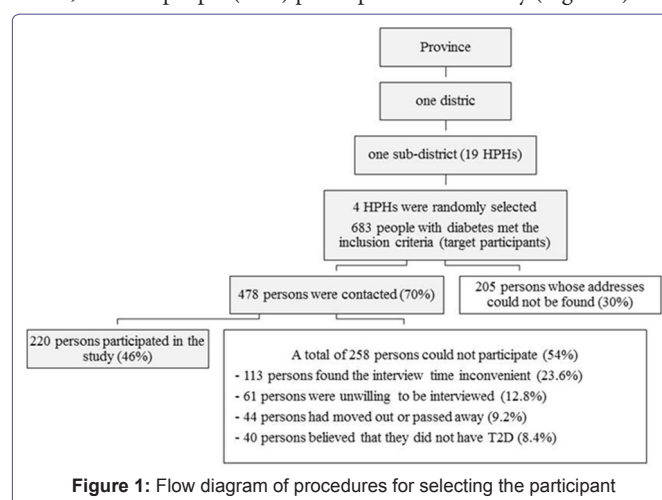 Province
one distric
one sub-district (19 HPHs)
4 HPHs were randomly selected
683 people with diabetes met the
inclusion criteria (target participants)
478 persons were contacted (70%)
205 persons whose addresses
could not be found (30%)
220 persons participated in the
study (46%)
A total of 258 persons could not participate (54%)
- 113 persons found the interview time inconvenient (23.6%)
- 61 persons were unwilling to be interviewed (12.8%)
- 44 persons had moved out or passed away (9.2%)
- 40 persons believed that they did not have T2D (8.4%)
Figure 1: Flow diagram of procedures for selecting the participant